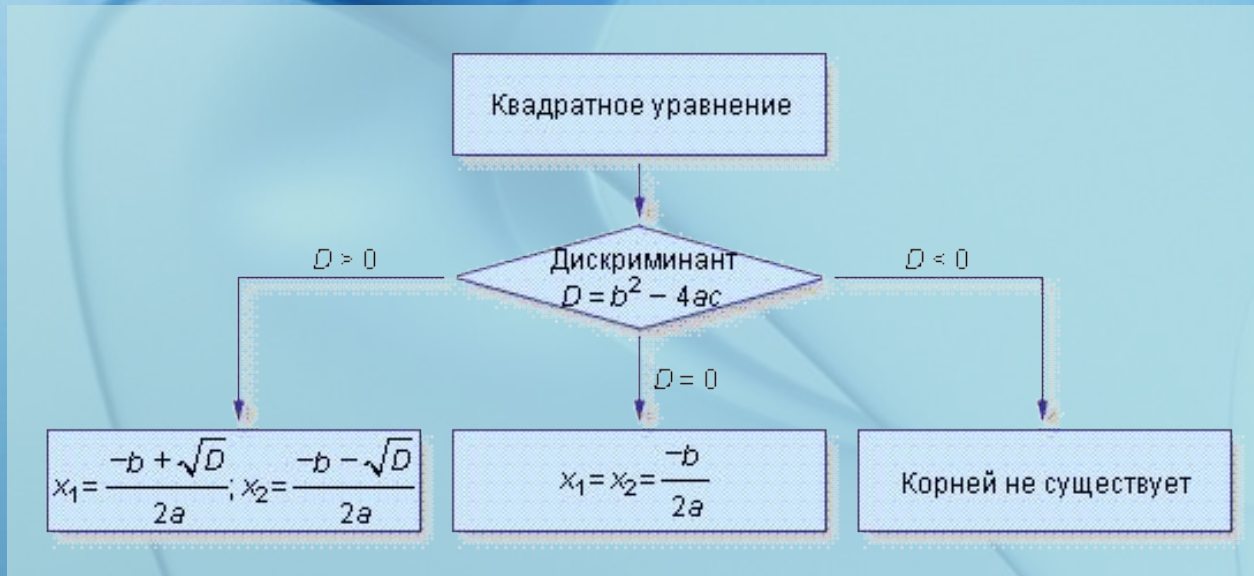 Квадратное уравнение
Дискриминант
D = b² − 4ac
D > 0
D < 0
D = 0
x₁ = (−b + √D) / 2a; x₂ = (−b − √D) / 2a
x₁ = x₂ = −b / 2a
Корней не существует